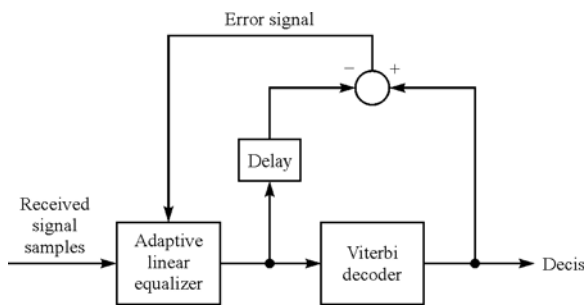 Error signal
− +
Delay
Received
signal
samples
Adaptive
linear
equalizer
Viterbi
decoder
Decis